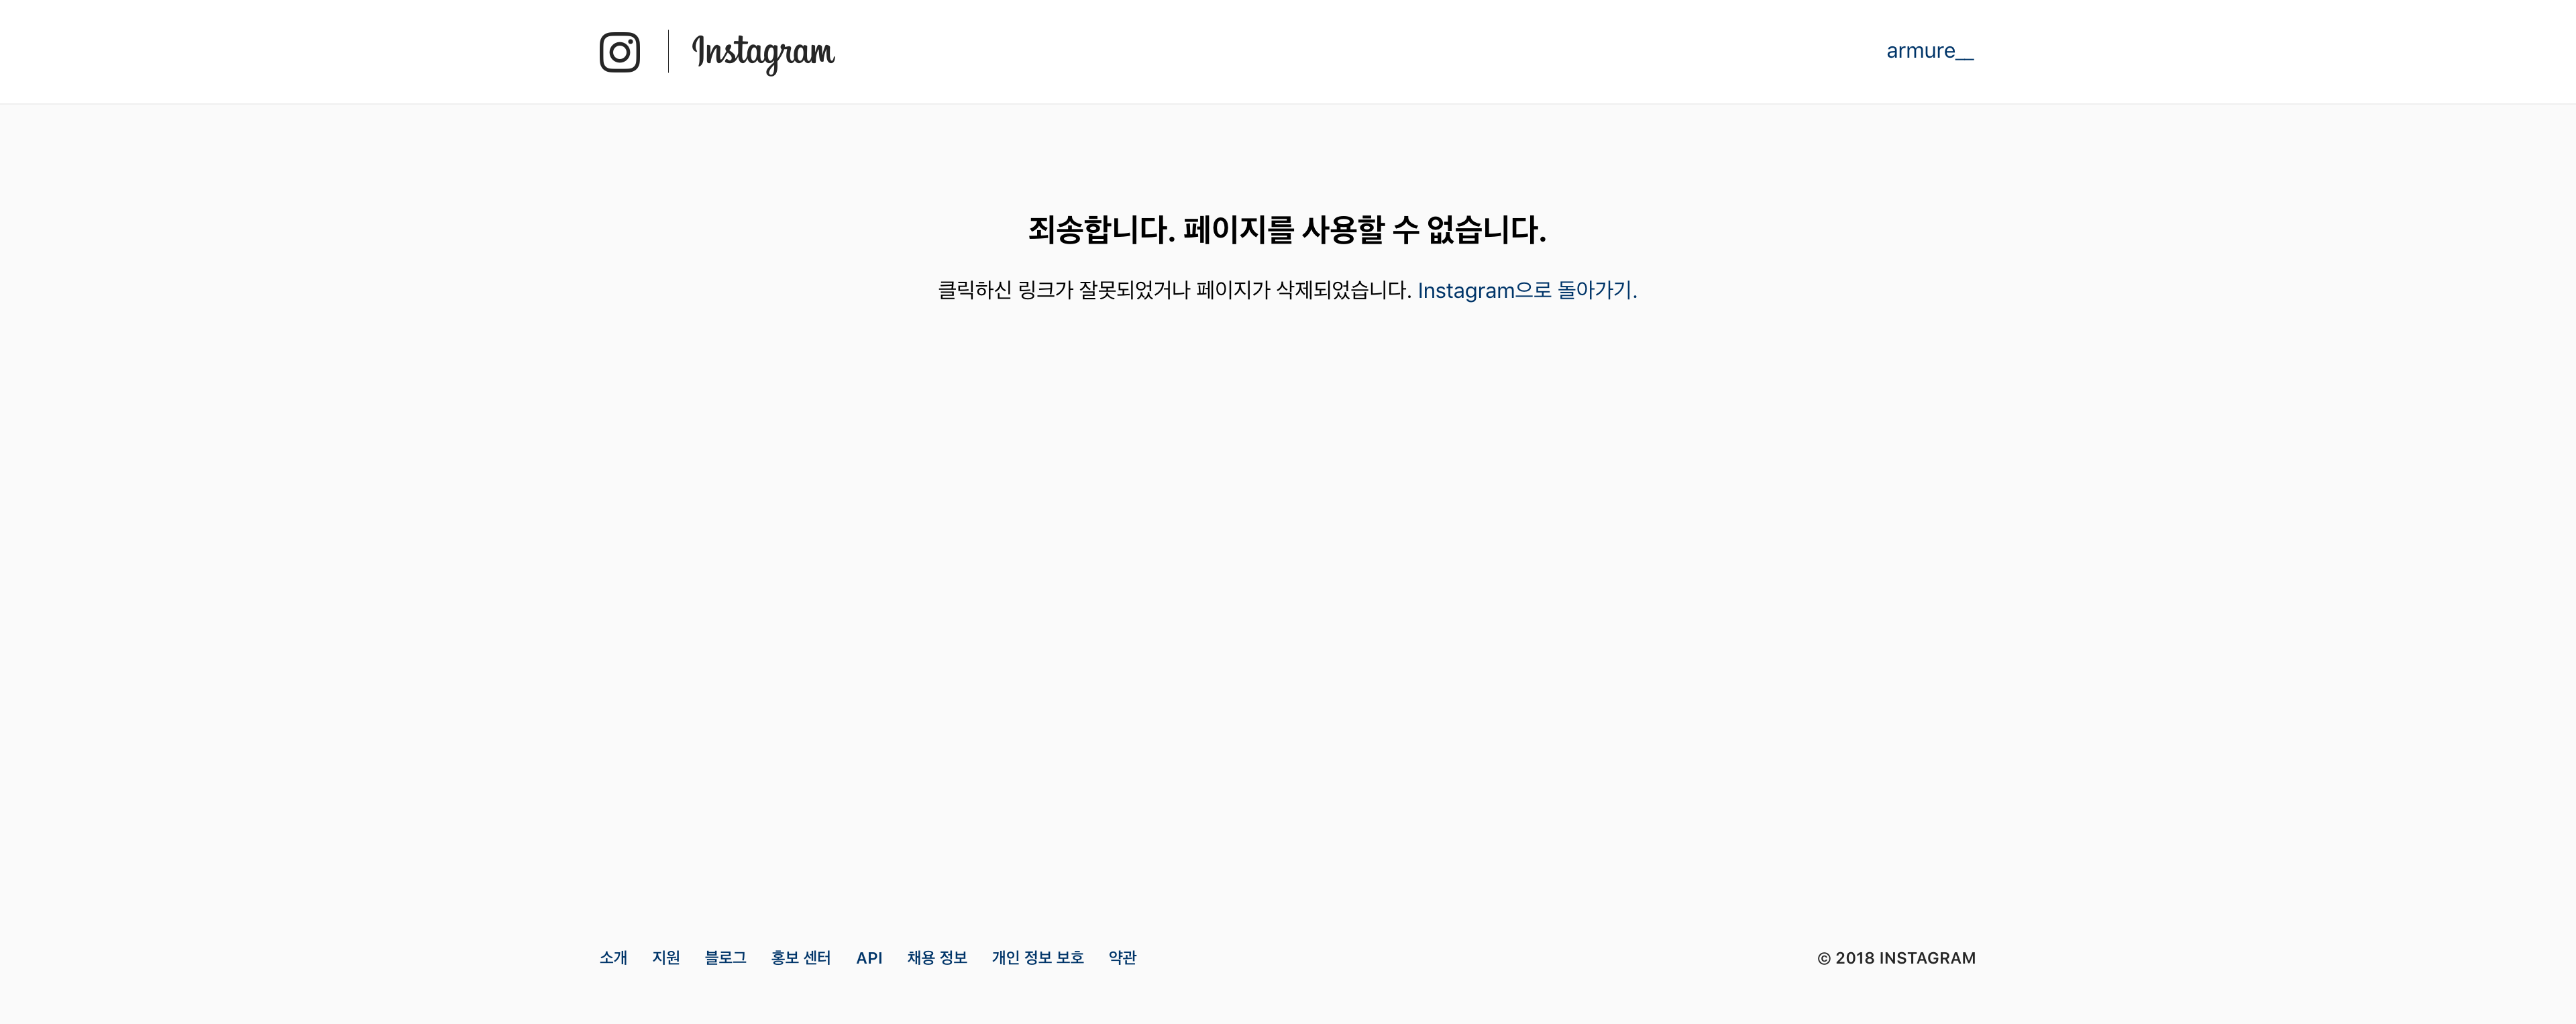 Instagram
armure__
죄송합니다. 페이지를 사용할 수 없습니다.
클릭하신 링크가 잘못되었거나 페이지가 삭제되었습니다. Instagram으로 돌아가기.
소개 지원 블로그 홍보 센터 API 채용 정보 개인 정보 보호 약관
© 2018 INSTAGRAM